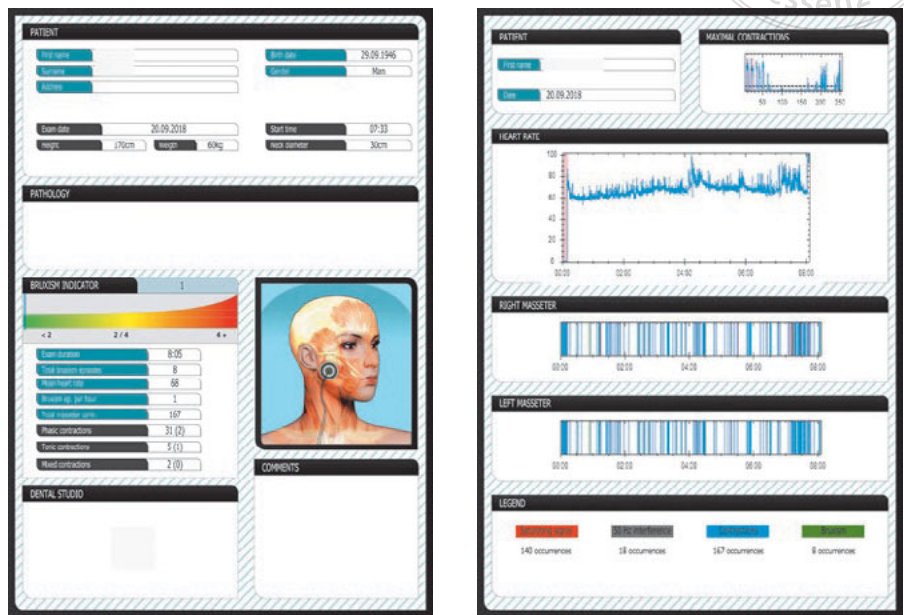 PATIENT
First name
Birth date 29.09.1946
Surname
Gender Man
Address
Exam date 20.09.2018
Start time 07:33
Height 170cm Weight 60kg
Neck diameter 30cm
PATHOLOGY
BRUXISM INDICATOR 1
<2 2/4 4+
Exam duration 8:05
Total bruxism episodes 8
Mean heart rate 68
Bruxism ep. per hour 1
Total masseter contr. 167
Phasic contractions 31 (2)
Tonic contractions 5 (1)
Mixed contractions 2 (0)
DENTAL STUDIO
COMMENTS
PATIENT
First name
Date 20.09.2018
MAXIMAL CONTRACTIONS
50 100 150 200 250
HEART RATE
100
80
60
40
20
0
00:00 02:00 04:00 06:00 08:00
RIGHT MASSETER
00:00 02:00 04:00 06:00 08:00
LEFT MASSETER
00:00 02:00 04:00 06:00 08:00
LEGEND
50 Hz interference
Bruxism
140 occurrences 18 occurrences 167 occurrences 8 occurrences